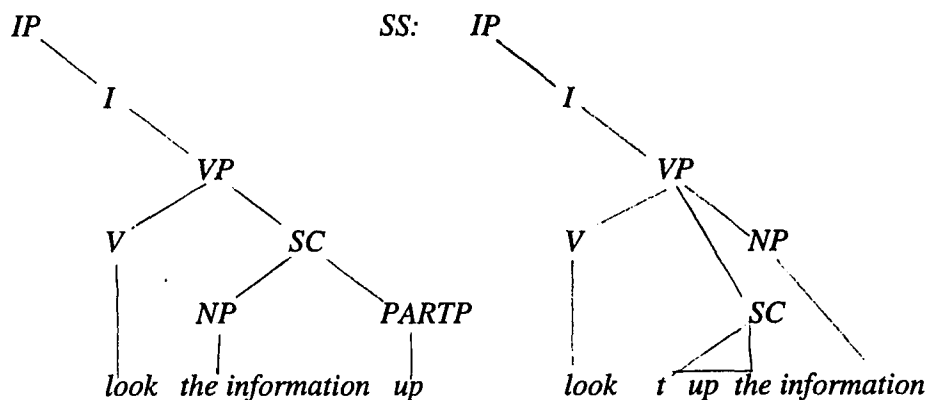 IP SS: IP
I I
VP VP
V SC V NP
NP PARTP SC
look the information up look t up the information